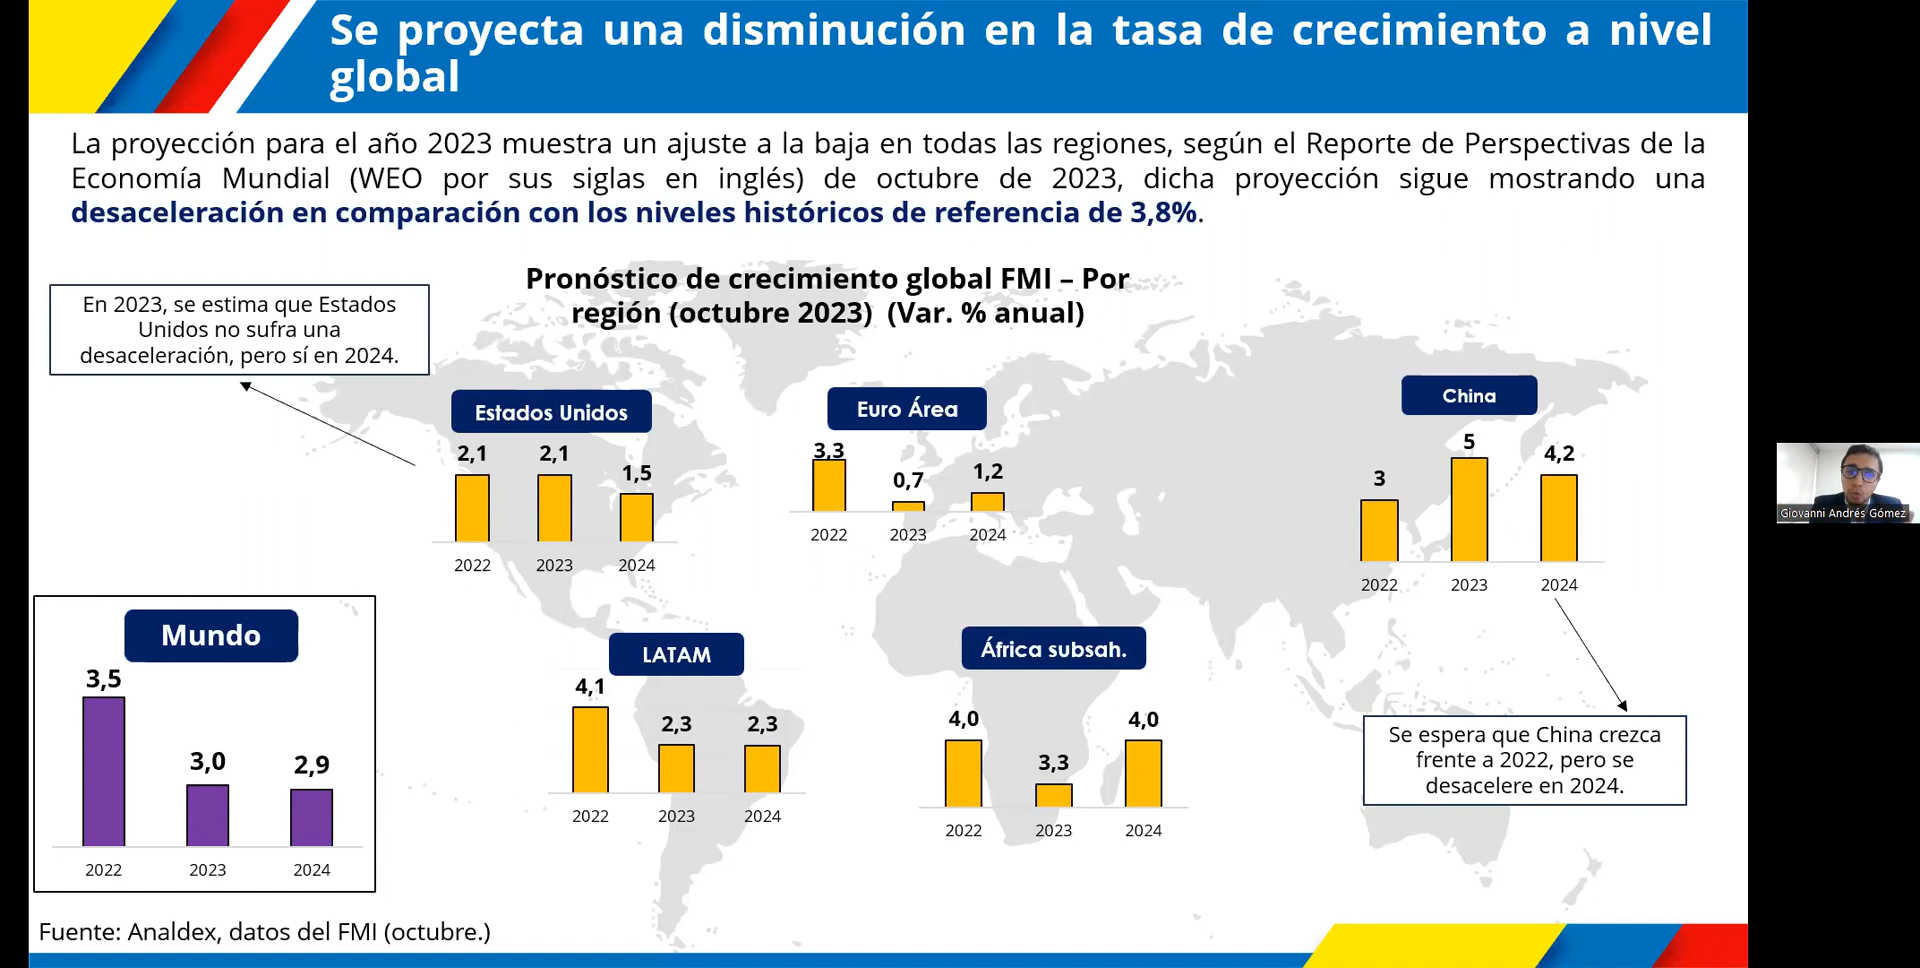 Se proyecta una disminución en la tasa de crecimiento a nivel
global
La proyección para el año 2023 muestra un ajuste a la baja en todas las regiones, según el Reporte de Perspectivas de la
Economía Mundial (WEO por sus siglas en inglés) de octubre de 2023, dicha proyección sigue mostrando una
desaceleración en comparación con los niveles históricos de referencia de 3,8%.
Pronóstico de crecimiento global FMI – Por
región (octubre 2023) (Var. % anual)
En 2023, se estima que Estados
Unidos no sufra una
desaceleración, pero sí en 2024.
Estados Unidos
2,1 2,1 1,5
2022 2023 2024
Euro Área
3,3 0,7 1,2
2022 2023 2024
China
3 5 4,2
2022 2023 2024
Giovanni Andrés Gómez
Mundo
3,5 3,0 2,9
2022 2023 2024
LATAM
4,1 2,3 2,3
2022 2023 2024
África subsah.
4,0 3,3 4,0
2022 2023 2024
Se espera que China crezca
frente a 2022, pero se
desacelere en 2024.
Fuente: Analdex, datos del FMI (octubre.)